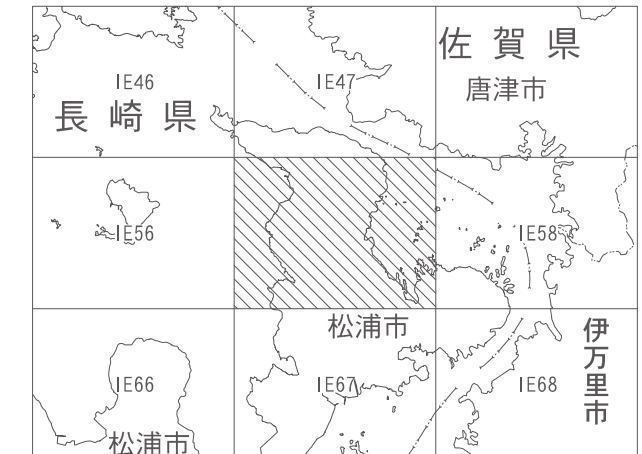 佐賀県
IE46
IE47
唐津市
長崎県
IE56
IE58
松浦市
伊万里市
IE66
IE67
IE68
松浦市